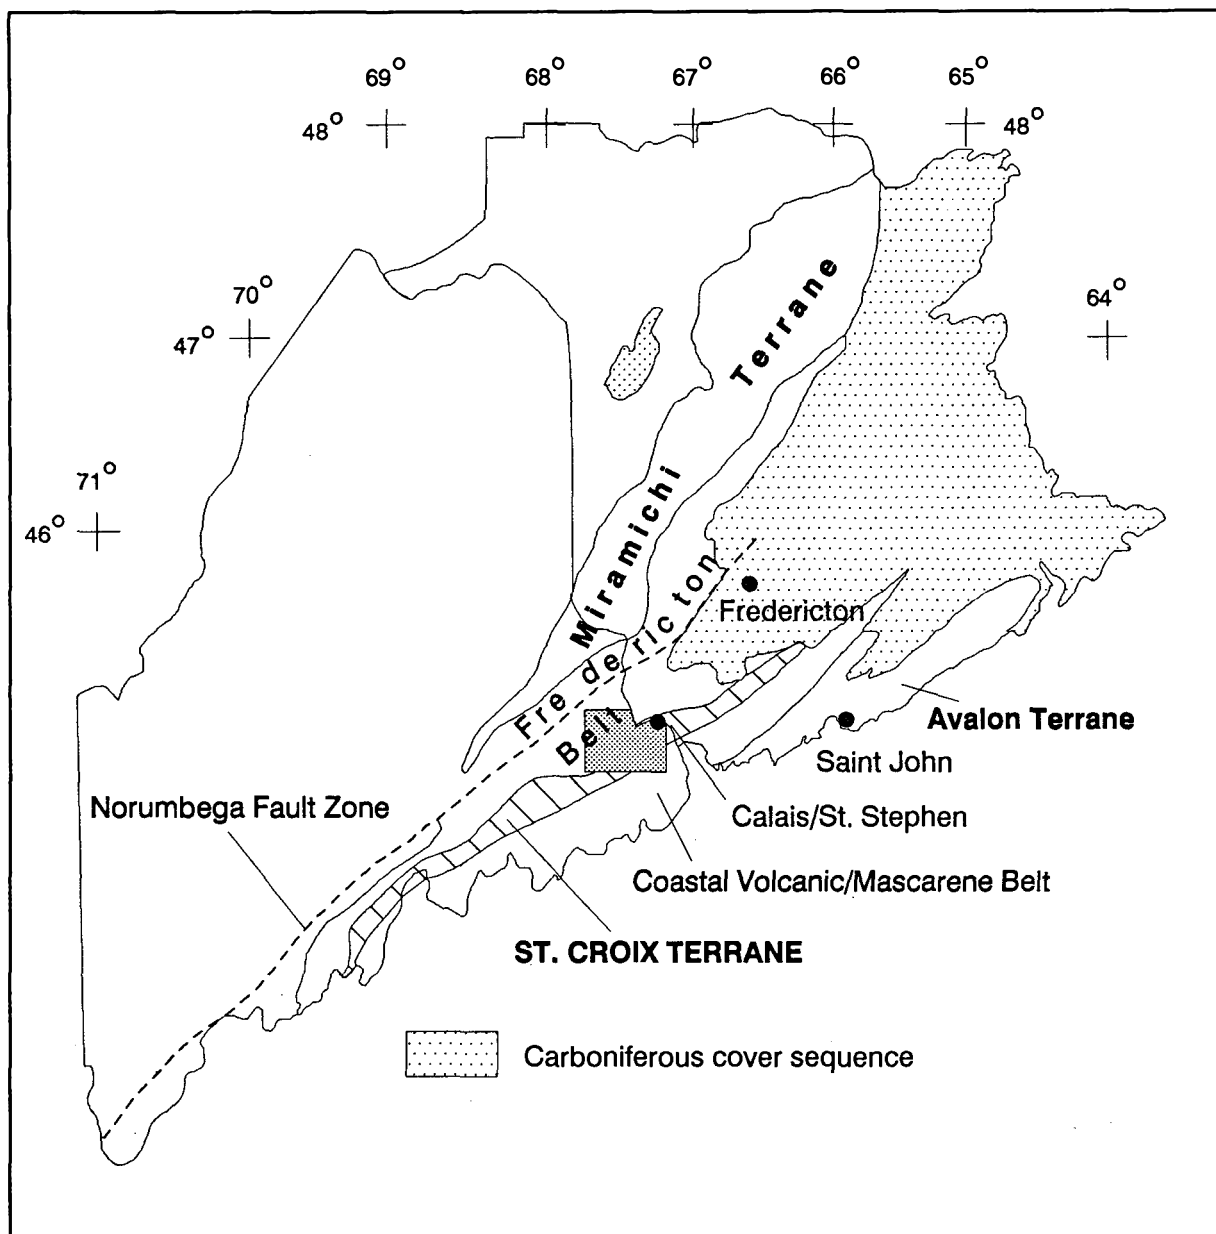 69° 68° 67° 66° 65°
48° 48°
70° 64°
47°
71°
46°
Miramichi Terrane
Fredericton
Belt
Fredericton
Avalon Terrane
Saint John
Norumbega Fault Zone
Calais/St. Stephen
Coastal Volcanic/Mascarene Belt
ST. CROIX TERRANE
Carboniferous cover sequence